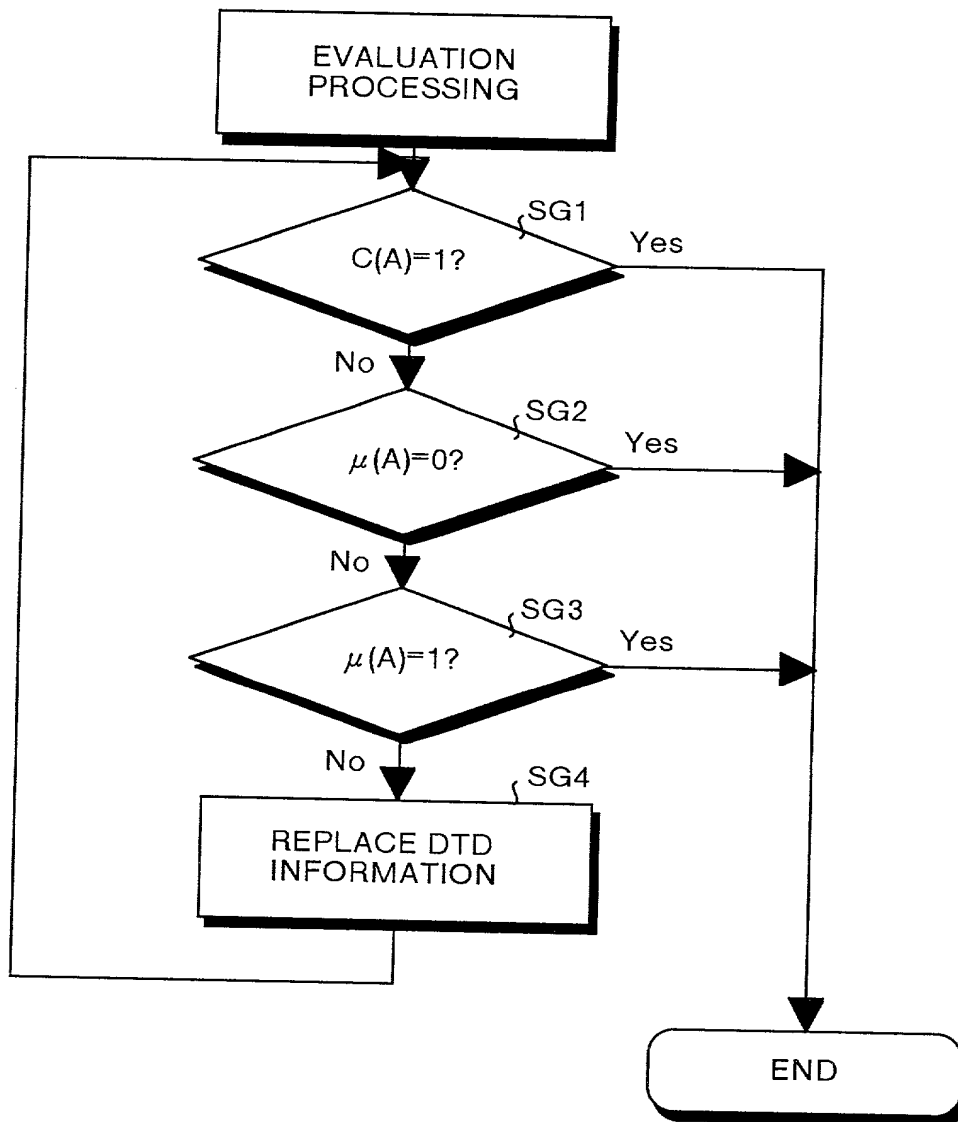 EVALUATION
PROCESSING
SG1
C(A)=1?
Yes
No
SG2
μ(A)=0?
Yes
No
SG3
μ(A)=1?
Yes
No
SG4
REPLACE DTD
INFORMATION
END